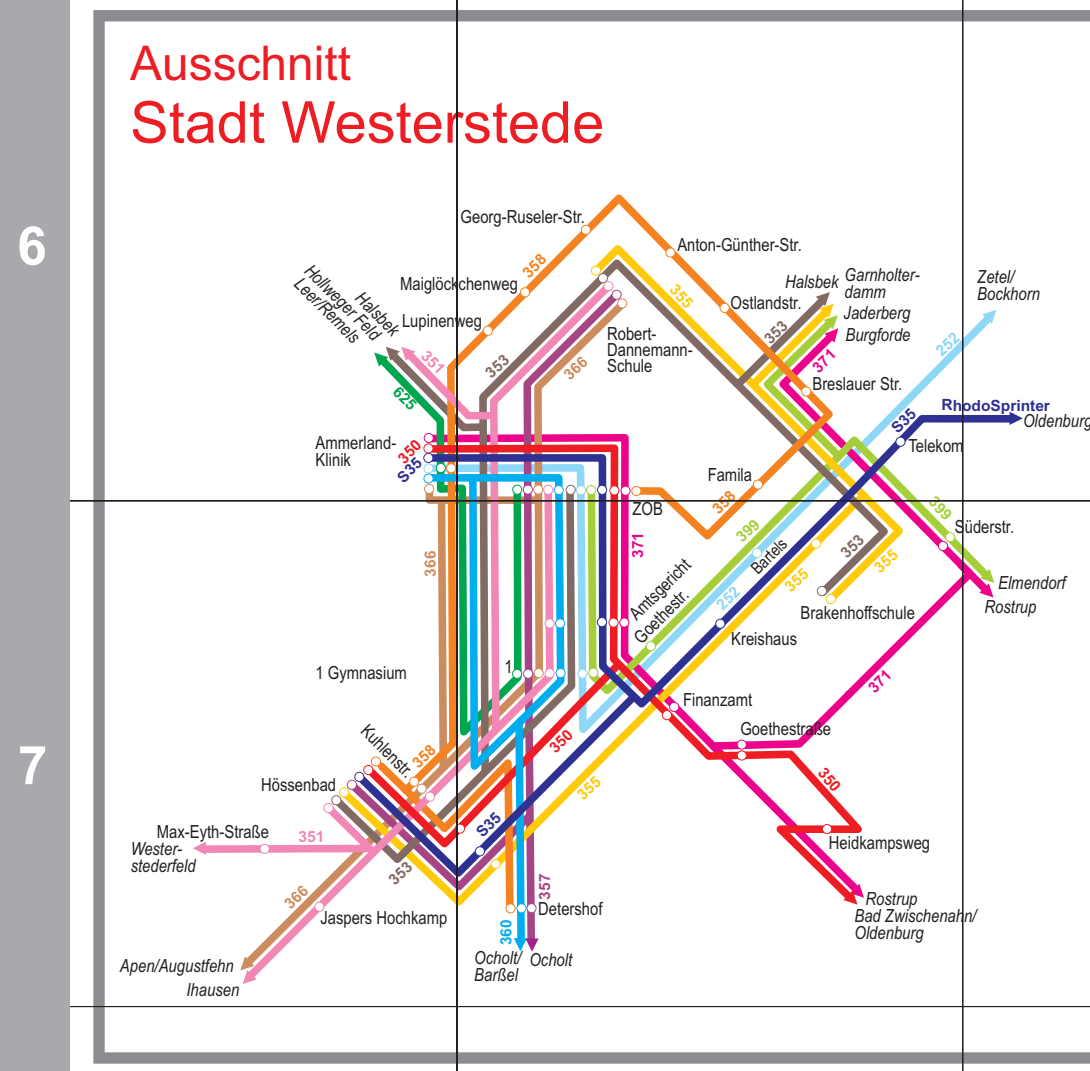 Ausschnitt
Stadt Westerstede
6
7
Georg-Ruseler-Str.
358
Anton-Günther-Str.
Maiglöckchenweg
355
Halsbek
Garnholter-
damm
Zetel/
Bockhorn
Ostlandstr.
Jaderberg
Lupinenweg
Halsbek
Hollweger Feld
Leer/Remels
Robert-
Dannemann-
Schule
353
Burgforde
252
351
353
366
371
Breslauer Str.
625
RhodoSprinter
S35
Oldenburg
Ammerland-
Klinik
350
S35
Telekom
Famila
358
ZOB
399
Süderstr.
371
399
366
353
355
Bartels
355
252
Amtsgericht
Goethestr.
Elmendorf
Rostrup
Brakenhoffschule
Kreishaus
1 Gymnasium
1
371
Finanzamt
Goethestraße
Kuhlenstr.
358
350
350
Hössenbad
355
S35
Max-Eyth-Straße
351
Wester-
stederfeld
353
Heidkampsweg
366
357
Jaspers Hochkamp
Detershof
360
Rostrup
Bad Zwischenahn/
Oldenburg
Apen/Augustfehn
Ihausen
Ocholt/
Barßel
Ocholt